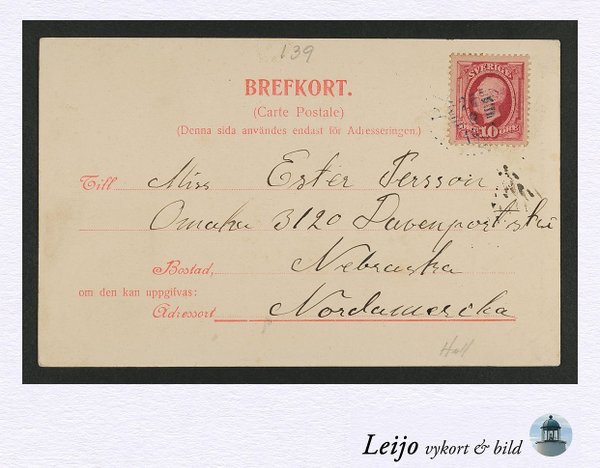 139
SVERIGE
10 ÖRE
BREFKORT.
(Carte Postale)
(Denna sida användes endast för Adresseringen.)
Till Miss Ester Persson
Omaha 3120 Davenport
Bostad, Nebraska
om den kan uppgifvas:
Adressort Nordamerika
Hall
Leijo vykort & bild